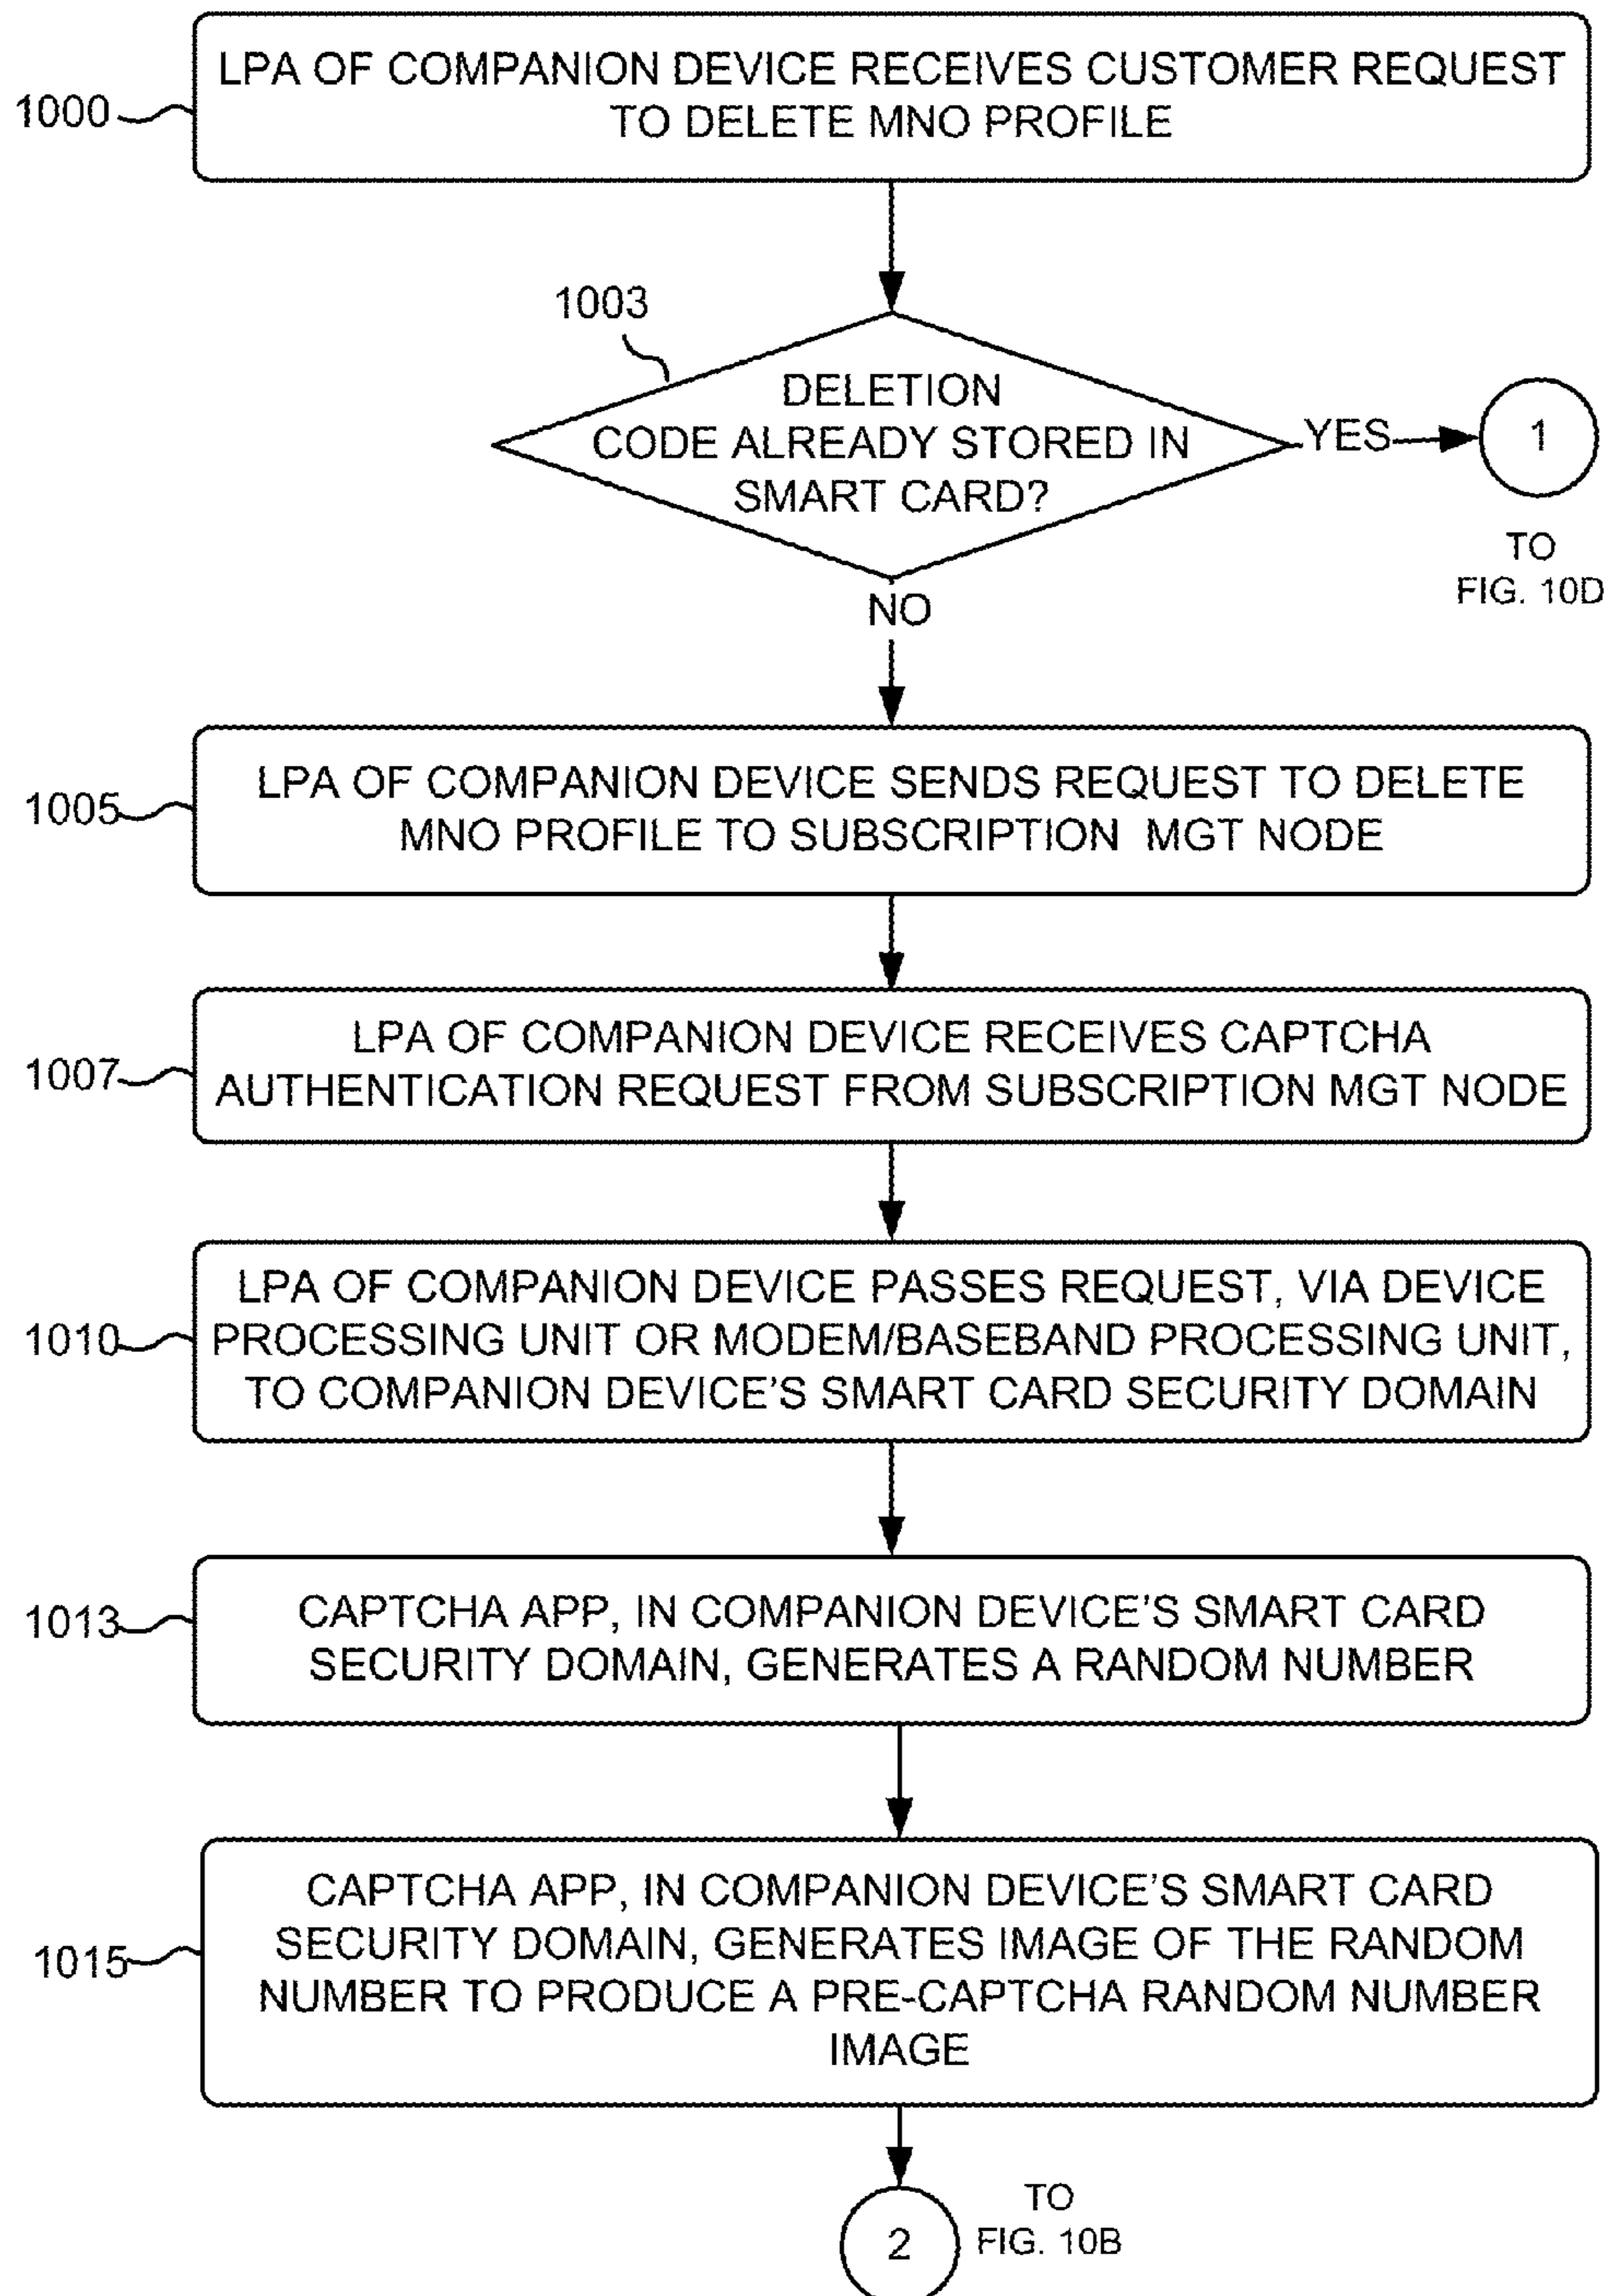 LPA OF COMPANION DEVICE RECEIVES CUSTOMER REQUEST
TO DELETE MNO PROFILE
1000
1003
DELETION
CODE ALREADY STORED IN
SMART CARD?
YES
1
TO
FIG. 10D
NO
LPA OF COMPANION DEVICE SENDS REQUEST TO DELETE
MNO PROFILE TO SUBSCRIPTION MGT NODE
1005
LPA OF COMPANION DEVICE RECEIVES CAPTCHA
AUTHENTICATION REQUEST FROM SUBSCRIPTION MGT NODE
1007
LPA OF COMPANION DEVICE PASSES REQUEST, VIA DEVICE
PROCESSING UNIT OR MODEM/BASEBAND PROCESSING UNIT,
TO COMPANION DEVICE'S SMART CARD SECURITY DOMAIN
1010
CAPTCHA APP, IN COMPANION DEVICE'S SMART CARD
SECURITY DOMAIN, GENERATES A RANDOM NUMBER
1013
CAPTCHA APP, IN COMPANION DEVICE'S SMART CARD
SECURITY DOMAIN, GENERATES IMAGE OF THE RANDOM
NUMBER TO PRODUCE A PRE-CAPTCHA RANDOM NUMBER
IMAGE
1015
2
TO
FIG. 10B